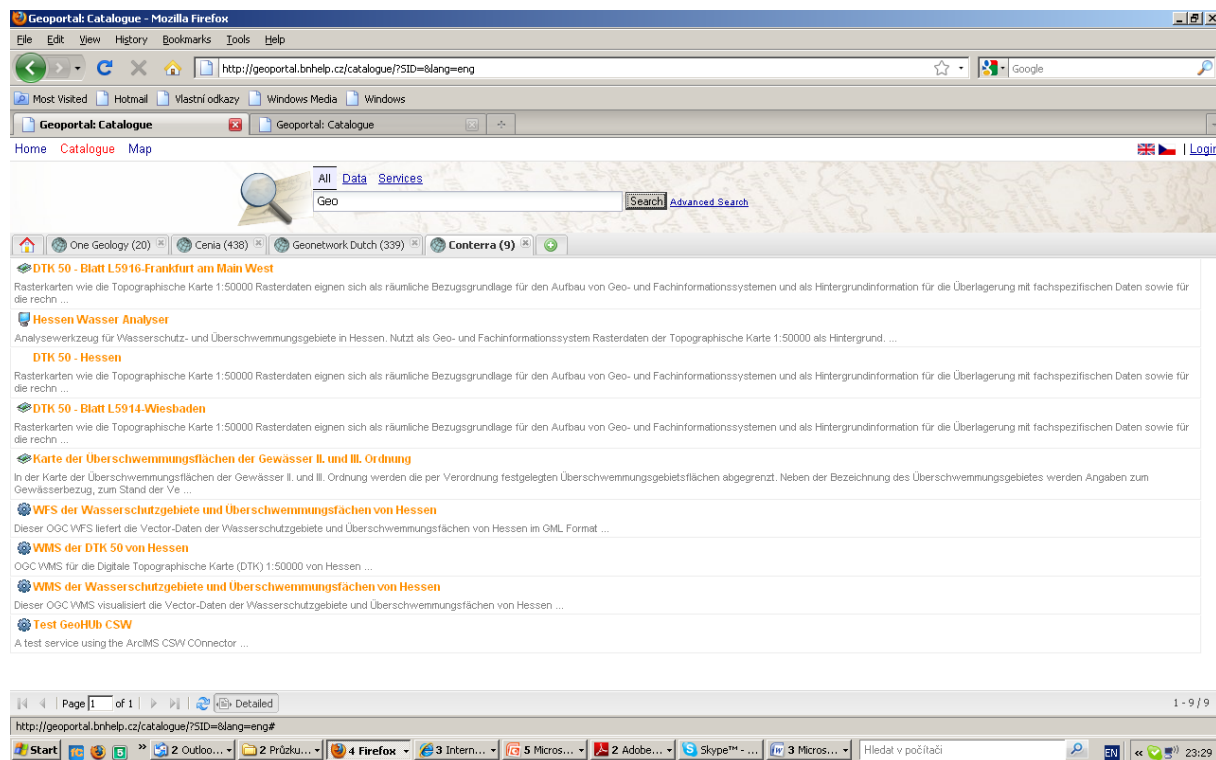 Geoportal: Catalogue - Mozilla Firefox
File Edit View History Bookmarks Tools Help
http://geoportal.bnhelp.cz/catalogue/?SID=&lang=eng
Google
Most Visited Hotmail Vlastní odkazy Windows Media Windows
Geoportal: Catalogue Geoportal: Catalogue
Home Catalogue Map | Login
All Data Services
Geo Search Advanced Search
One Geology (20) Cenia (438) Geonetwork Dutch (339) Conterra (9)
DTK 50 - Blatt L5916-Frankfurt am Main West
Rasterkarten wie die Topographische Karte 1:50000 Rasterdaten eignen sich als räumliche Bezugsgrundlage für den Aufbau von Geo- und Fachinformationssystemen und als Hintergrundinformation für die Überlagerung mit fachspezifischen Daten sowie für
die rechn ...
Hessen Wasser Analyser
Analysewerkzeug für Wasserschutz- und Überschwemmungsgebiete in Hessen. Nutzt als Geo- und Fachinformationssystem Rasterdaten der Topographische Karte 1:50000 als Hintergrund. ...
DTK 50 - Hessen
Rasterkarten wie die Topographische Karte 1:50000 Rasterdaten eignen sich als räumliche Bezugsgrundlage für den Aufbau von Geo- und Fachinformationssystemen und als Hintergrundinformation für die Überlagerung mit fachspezifischen Daten sowie für
die rechn ...
DTK 50 - Blatt L5914-Wiesbaden
Rasterkarten wie die Topographische Karte 1:50000 Rasterdaten eignen sich als räumliche Bezugsgrundlage für den Aufbau von Geo- und Fachinformationssystemen und als Hintergrundinformation für die Überlagerung mit fachspezifischen Daten sowie für
die rechn ...
Karte der Überschwemmungsflächen der Gewässer II. und III. Ordnung
In der Karte der Überschwemmungsflächen der Gewässer II. und III. Ordnung werden die per Verordnung festgelegten Überschwemmungsgebietsflächen abgegrenzt. Neben der Bezeichnung des Überschwemmungsgebietes werden Angaben zum
Gewässerbezug, zum Stand der Ve ...
WFS der Wasserschutzgebiete und Überschwemmungsfächen von Hessen
Dieser OGC WFS liefert die Vector-Daten der Wasserschutzgebiete und Überschwemmungsfächen von Hessen im GML Format ...
WMS der DTK 50 von Hessen
OGC WMS für die Digitale Topographische Karte (DTK) 1:50000 von Hessen ...
WMS der Wasserschutzgebiete und Überschwemmungsfächen von Hessen
Dieser OGC WMS visualisiert die Vector-Daten der Wasserschutzgebiete und Überschwemmungsfächen von Hessen ...
Test GeoHUb CSW
A test service using the ArcIMS CSW COnnector ...
Page 1 of 1 Detailed 1 - 9 / 9
http://geoportal.bnhelp.cz/catalogue/?SID=&lang=eng#
Start » 2 Outloo... 2 Průzku... 4 Firefox 3 Intern... 5 Micros... 2 Adobe... Skype™ - ... 3 Micros... Hledat v počítači EN « 23:29